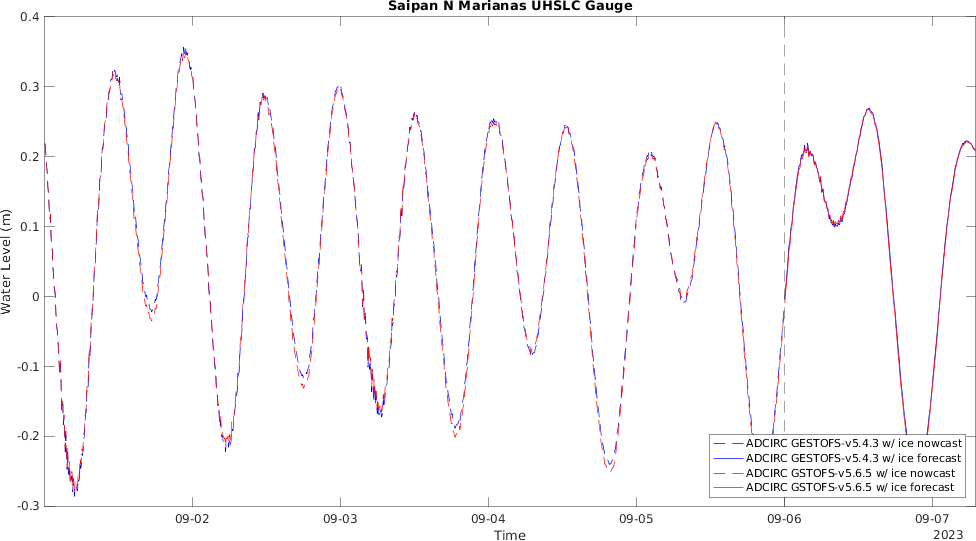 Saipan N Marianas UHSLC Gauge
0.4
0.3
0.2
0.1
0
-0.1
-0.2
-0.3
Water Level (m)
ADCIRC GESTOFS-v5.4.3 w/ ice nowcast
ADCIRC GESTOFS-v5.4.3 w/ ice forecast
ADCIRC GSTOFS-v5.6.5 w/ ice nowcast
ADCIRC GSTOFS-v5.6.5 w/ ice forecast
09-02 09-03 09-04 09-05 09-06 09-07
Time
2023